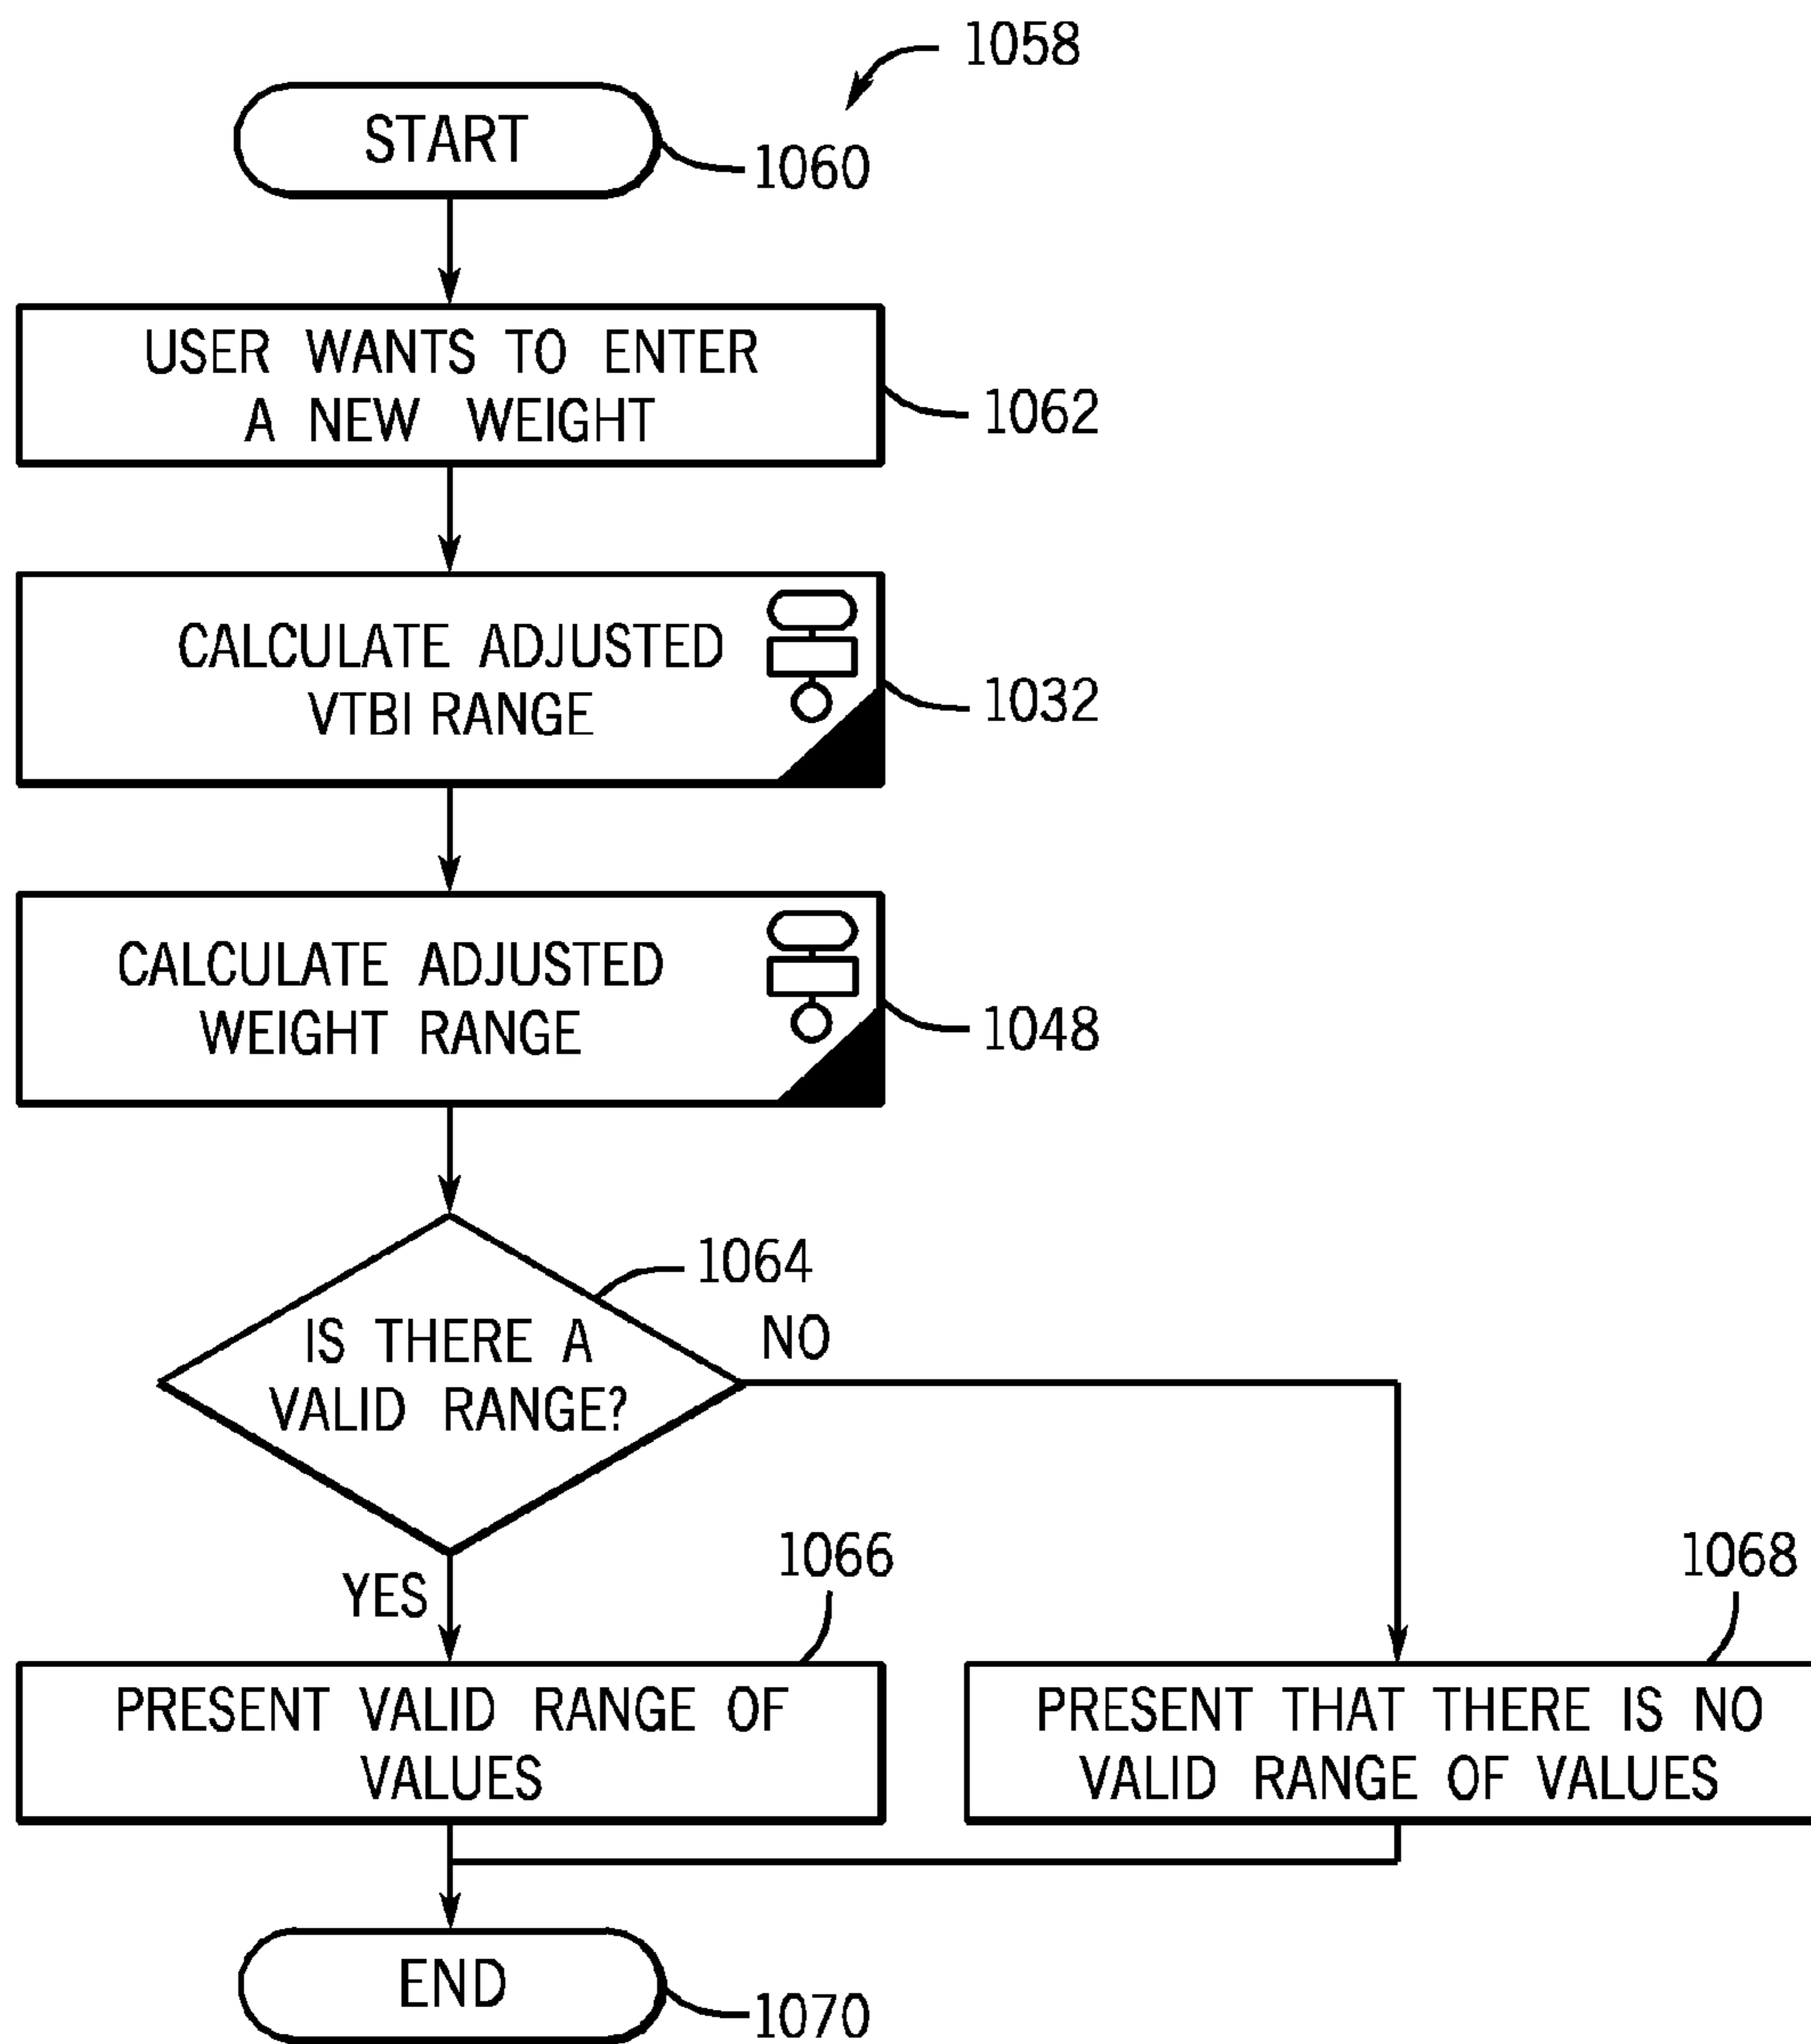 1058
START
1060
USER WANTS TO ENTER
A NEW WEIGHT
1062
CALCULATE ADJUSTED
VTBI RANGE
1032
CALCULATE ADJUSTED
WEIGHT RANGE
1048
1064
IS THERE A
VALID RANGE?
NO
YES
1066
1068
PRESENT VALID RANGE OF
VALUES
PRESENT THAT THERE IS NO
VALID RANGE OF VALUES
END
1070